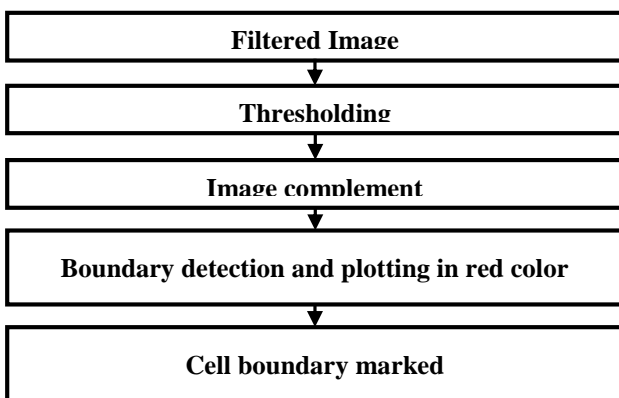 Filtered Image
Thresholding
Image complement
Boundary detection and plotting in red color
Cell boundary marked